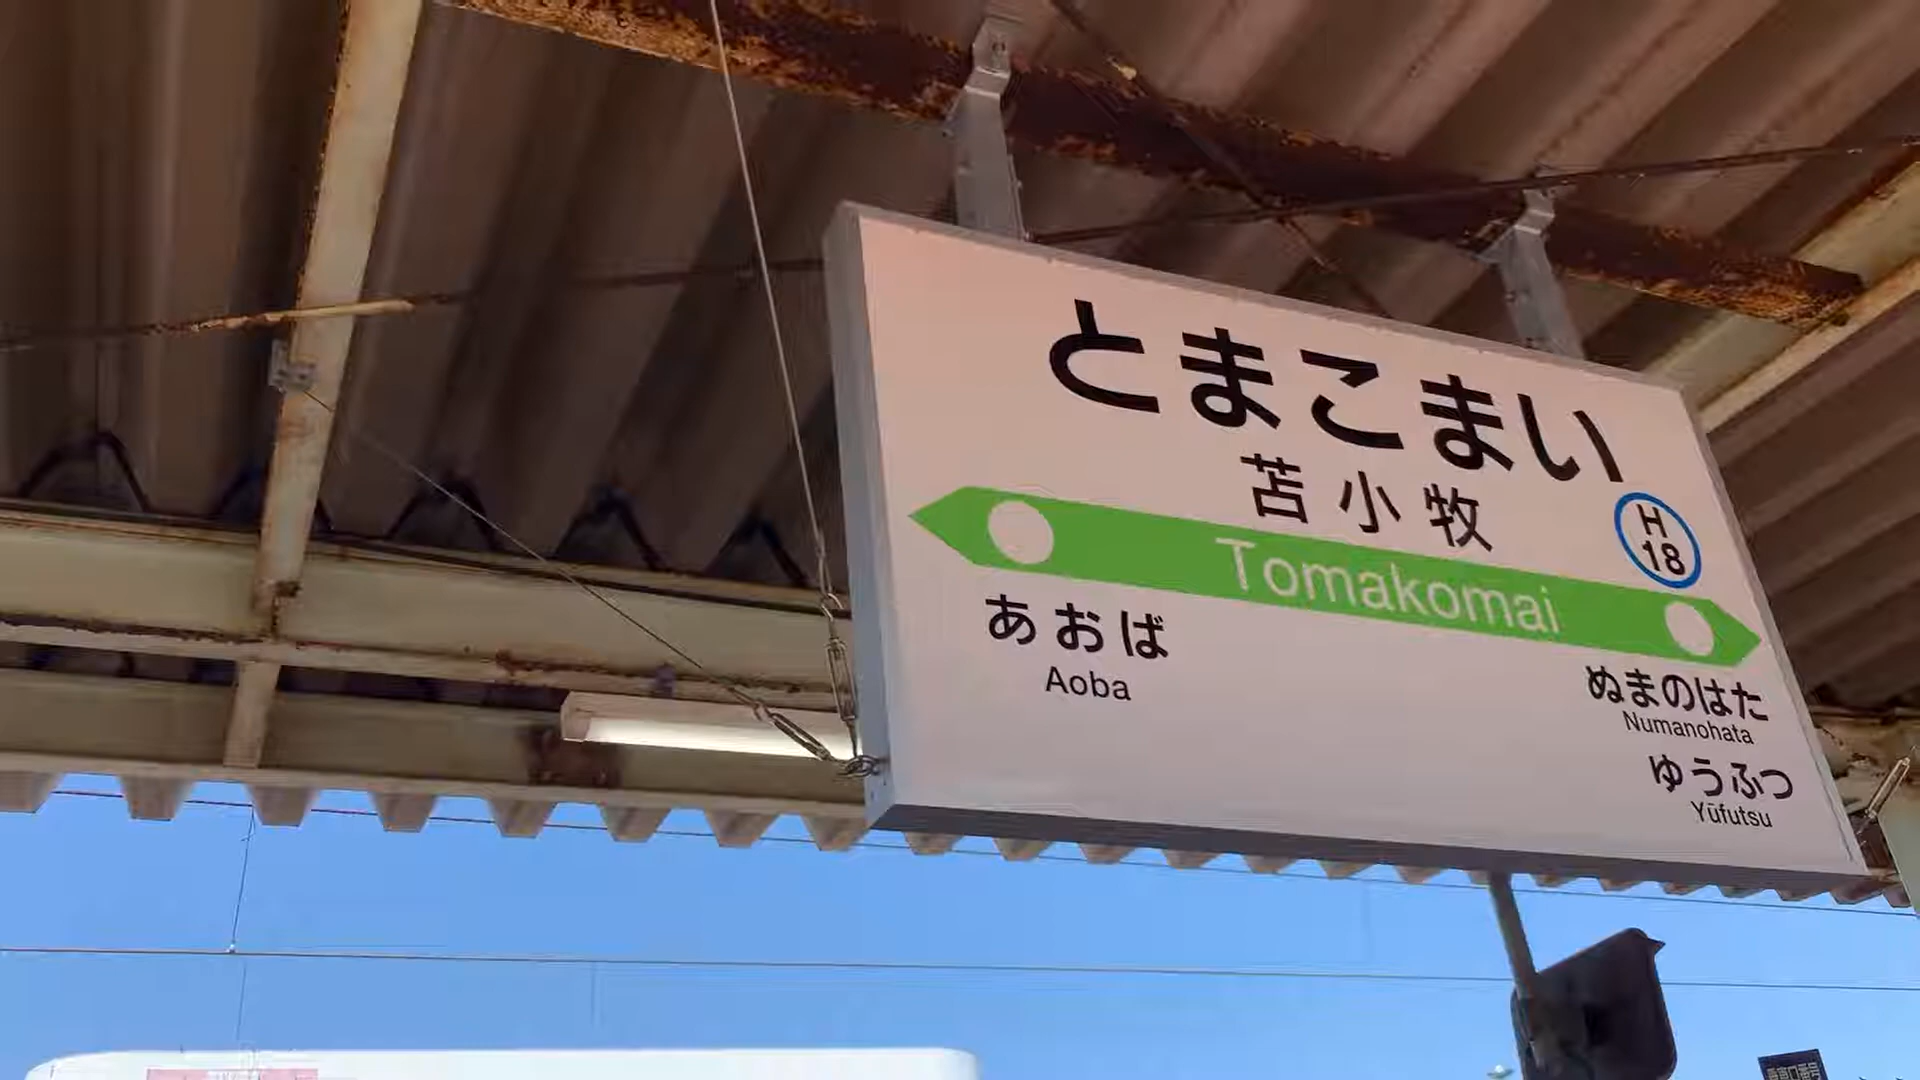 とまこまい
苫小牧
H
18
Tomakomai
あおば
Aoba
ぬまのはた
Numanohata
ゆうふつ
Yūfutsu